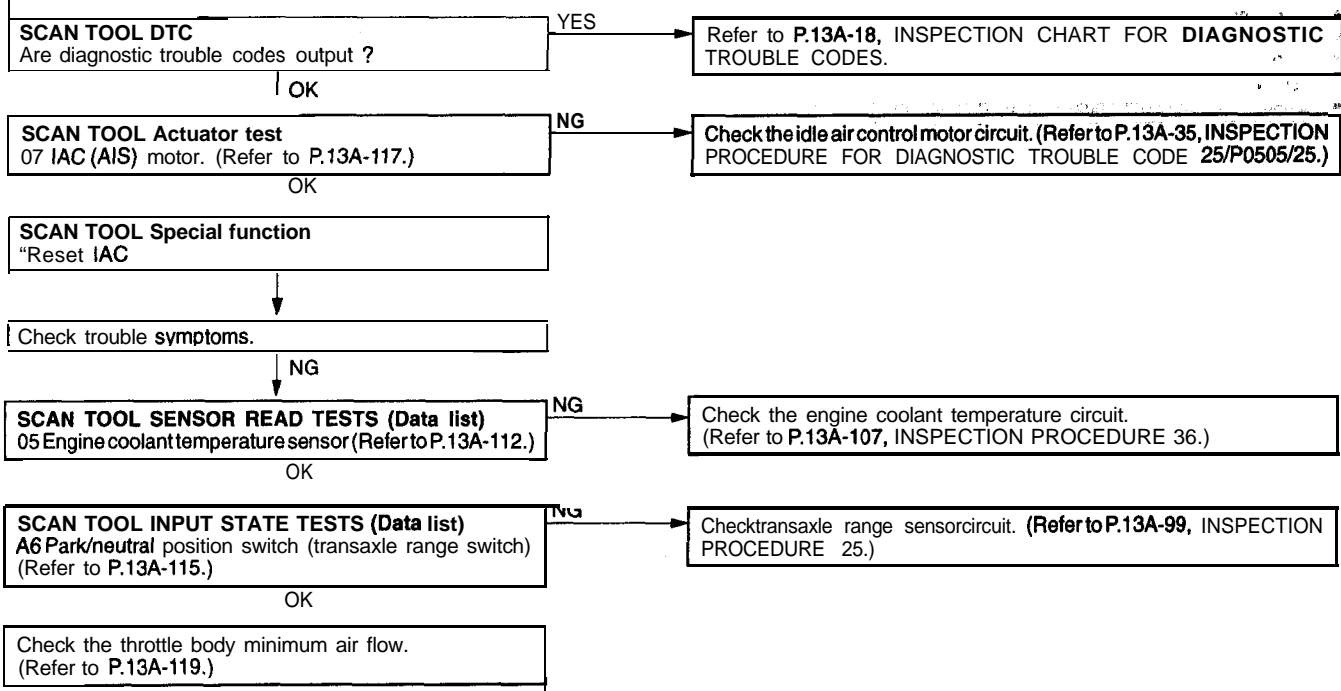 SCAN TOOL DTC
Are diagnostic trouble codes output ?
YES
Refer to P.13A-18, INSPECTION CHART FOR DIAGNOSTIC
TROUBLE CODES.
OK
SCAN TOOL Actuator test
07 IAC (AIS) motor. (Refer to P.13A-117.)
NG
Check the idle air control motor circuit. (Refer to P.13A-35, INSPECTION
PROCEDURE FOR DIAGNOSTIC TROUBLE CODE 25/P0505/25.)
OK
SCAN TOOL Special function
“Reset IAC
Check trouble symptoms.
NG
SCAN TOOL SENSOR READ TESTS (Data list)
05 Engine coolant temperature sensor (Refer to P.13A-112.)
NG
Check the engine coolant temperature circuit.
(Refer to P.13A-107, INSPECTION PROCEDURE 36.)
OK
SCAN TOOL INPUT STATE TESTS (Data list)
A6 Park/neutral position switch (transaxle range switch)
(Refer to P.13A-115.)
NG
Check transaxle range sensor circuit. (Refer to P.13A-99, INSPECTION
PROCEDURE 25.)
OK
Check the throttle body minimum air flow.
(Refer to P.13A-119.)